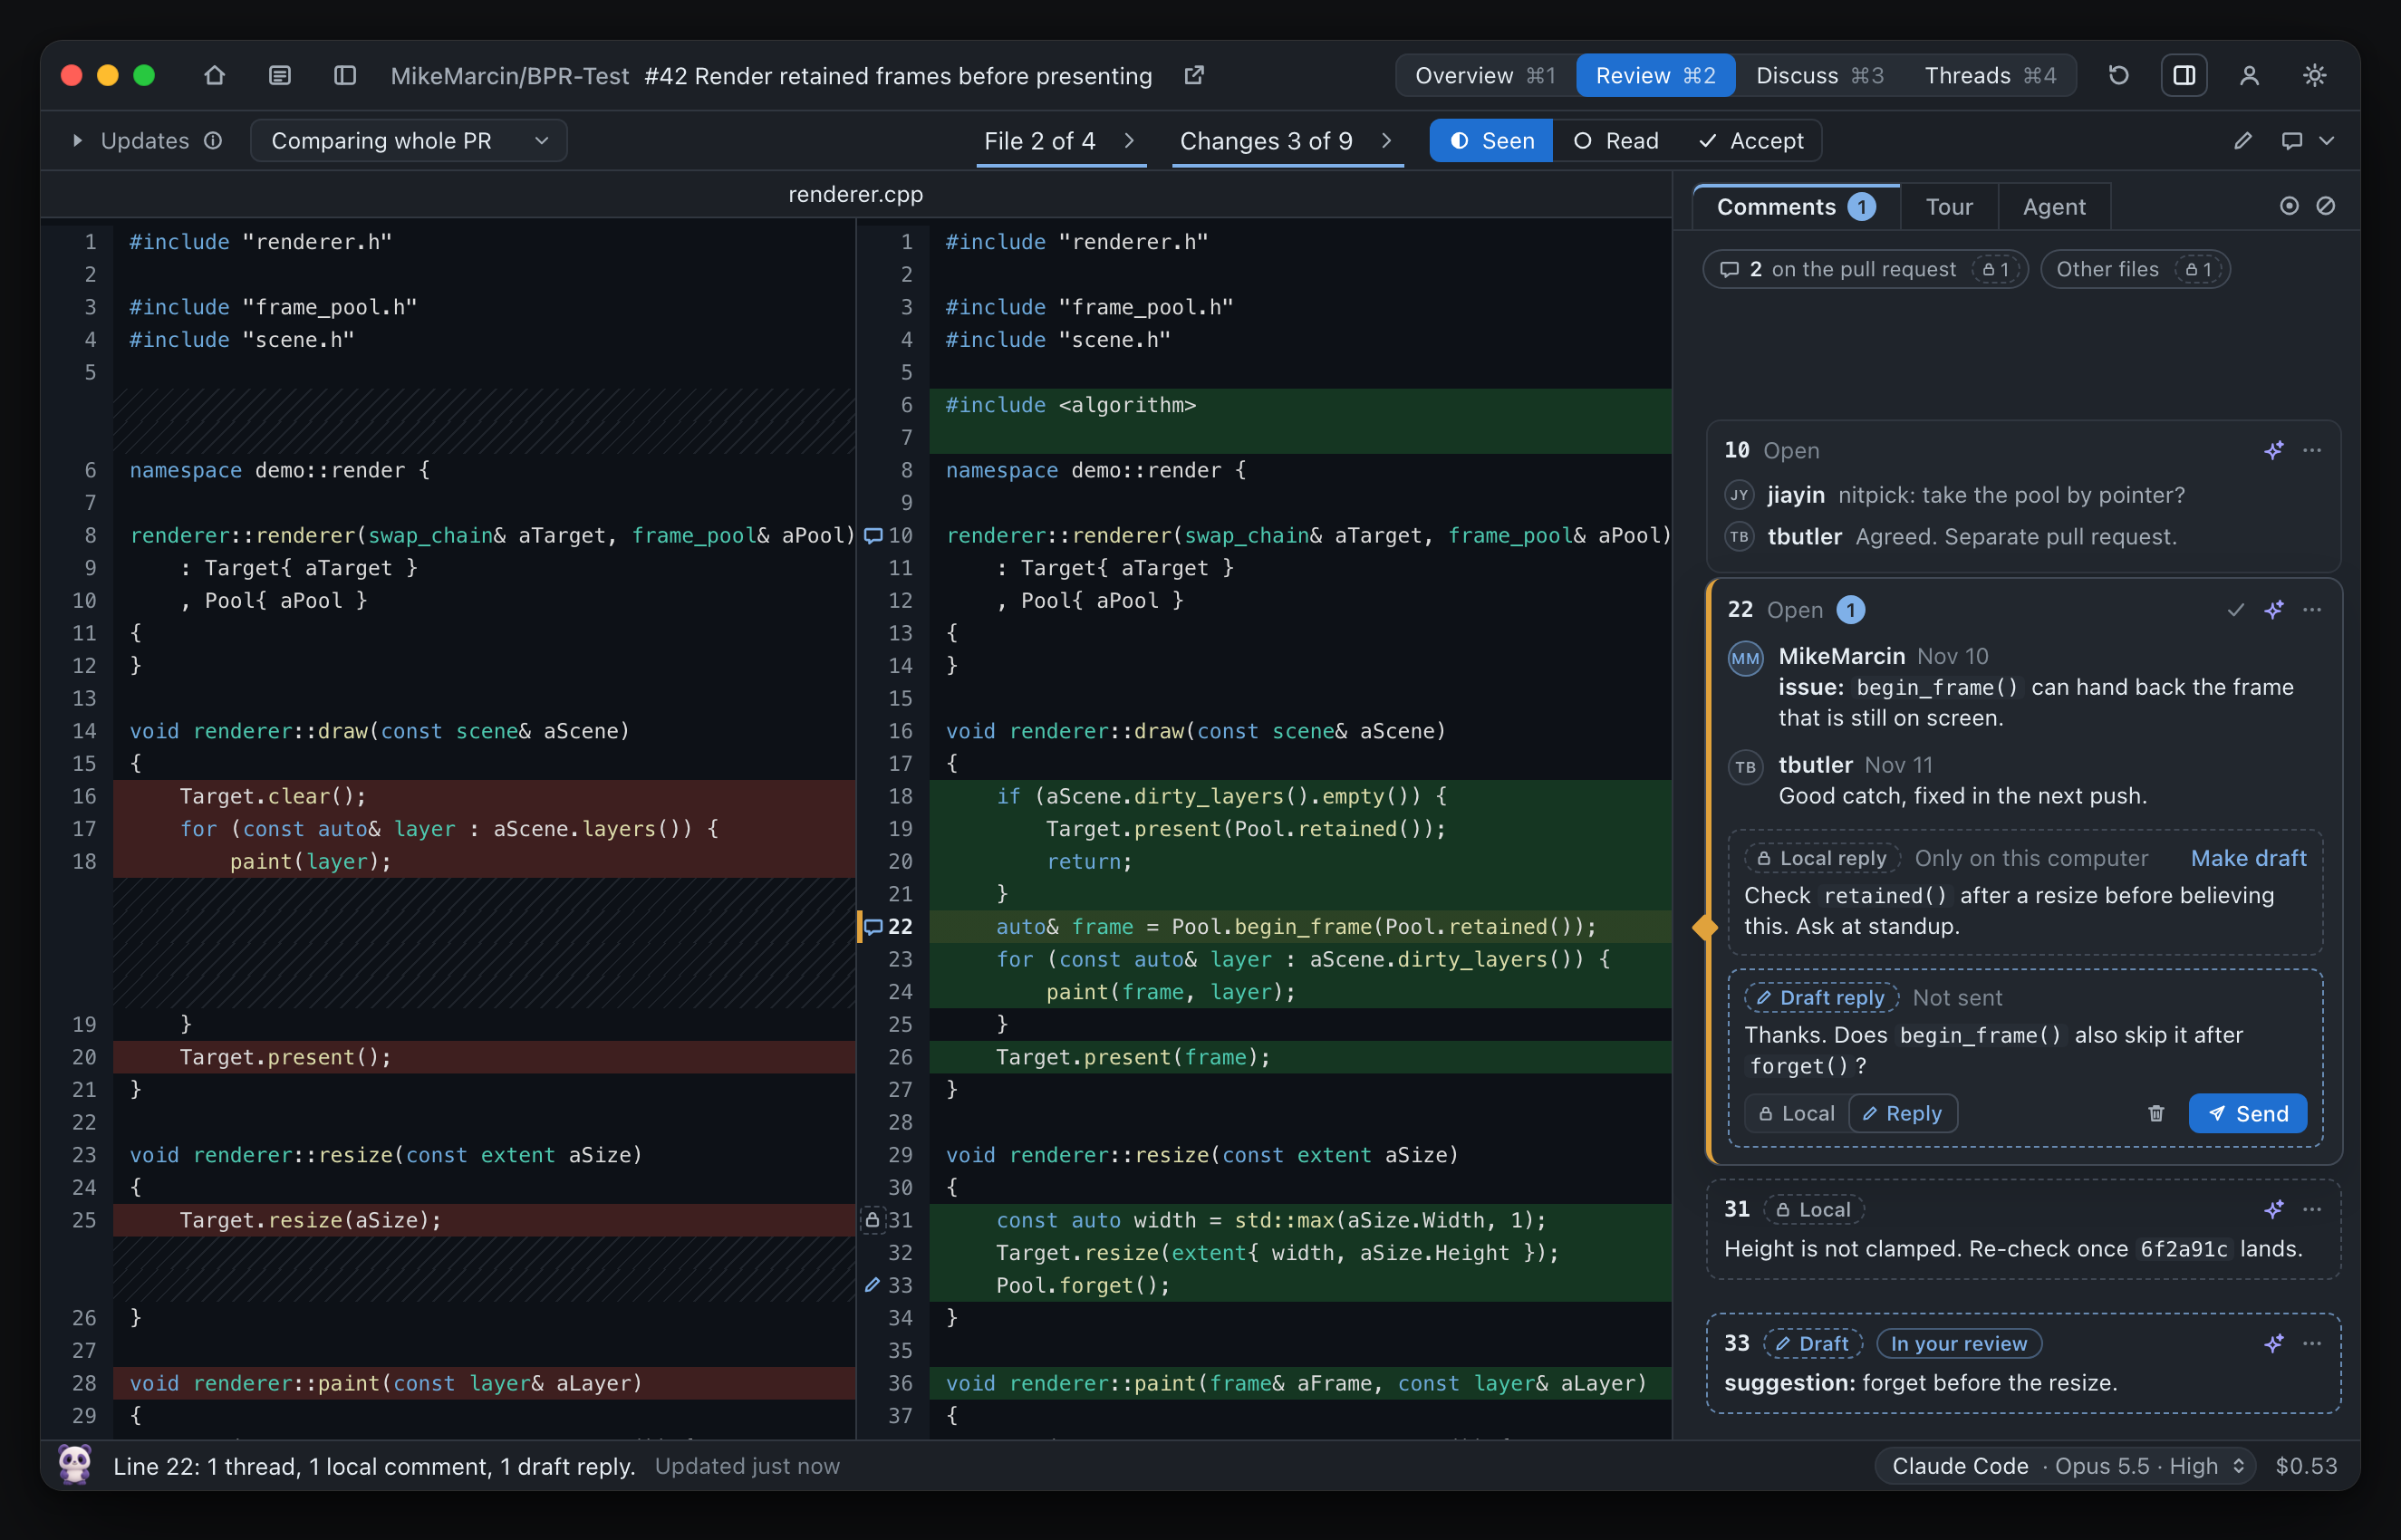 MikeMarcin/BPR-Test #42 Render retained frames before presenting
Overview ⌘1 Review ⌘2 Discuss ⌘3 Threads ⌘4
Updates Comparing whole PR File 2 of 4 Changes 3 of 9 Seen Read Accept
renderer.cpp
1 #include "renderer.h"
2
3 #include "frame_pool.h"
4 #include "scene.h"
5
6 namespace demo::render {
7
8 renderer::renderer(swap_chain& aTarget, frame_pool& aPool)
9 : Target{ aTarget }
10 , Pool{ aPool }
11 {
12 }
13
14 void renderer::draw(const scene& aScene)
15 {
16 Target.clear();
17 for (const auto& layer : aScene.layers()) {
18 paint(layer);
19 }
20 Target.present();
21 }
22
23 void renderer::resize(const extent aSize)
24 {
25 Target.resize(aSize);
26 }
27
28 void renderer::paint(const layer& aLayer)
29 {
1 #include "renderer.h"
2
3 #include "frame_pool.h"
4 #include "scene.h"
5
6 #include <algorithm>
7
8 namespace demo::render {
9
10 renderer::renderer(swap_chain& aTarget, frame_pool& aPool)
11 : Target{ aTarget }
12 , Pool{ aPool }
13 {
14 }
15
16 void renderer::draw(const scene& aScene)
17 {
18 if (aScene.dirty_layers().empty()) {
19 Target.present(Pool.retained());
20 return;
21 }
22 auto& frame = Pool.begin_frame(Pool.retained());
23 for (const auto& layer : aScene.dirty_layers()) {
24 paint(frame, layer);
25 }
26 Target.present(frame);
27 }
28
29 void renderer::resize(const extent aSize)
30 {
31 const auto width = std::max(aSize.Width, 1);
32 Target.resize(extent{ width, aSize.Height });
33 Pool.forget();
34 }
35
36 void renderer::paint(frame& aFrame, const layer& aLayer)
37 {
Comments 1 Tour Agent
2 on the pull request 1 Other files 1
10 Open
JY jiayin nitpick: take the pool by pointer?
TB tbutler Agreed. Separate pull request.
22 Open 1
MM MikeMarcin Nov 10
issue: begin_frame() can hand back the frame
that is still on screen.
TB tbutler Nov 11
Good catch, fixed in the next push.
Local reply Only on this computer Make draft
Check retained() after a resize before believing
this. Ask at standup.
Draft reply Not sent
Thanks. Does begin_frame() also skip it after
forget()?
Local Reply Send
31 Local
Height is not clamped. Re-check once 6f2a91c lands.
33 Draft In your review
suggestion: forget before the resize.
Line 22: 1 thread, 1 local comment, 1 draft reply. Updated just now
Claude Code · Opus 5.5 · High $0.53